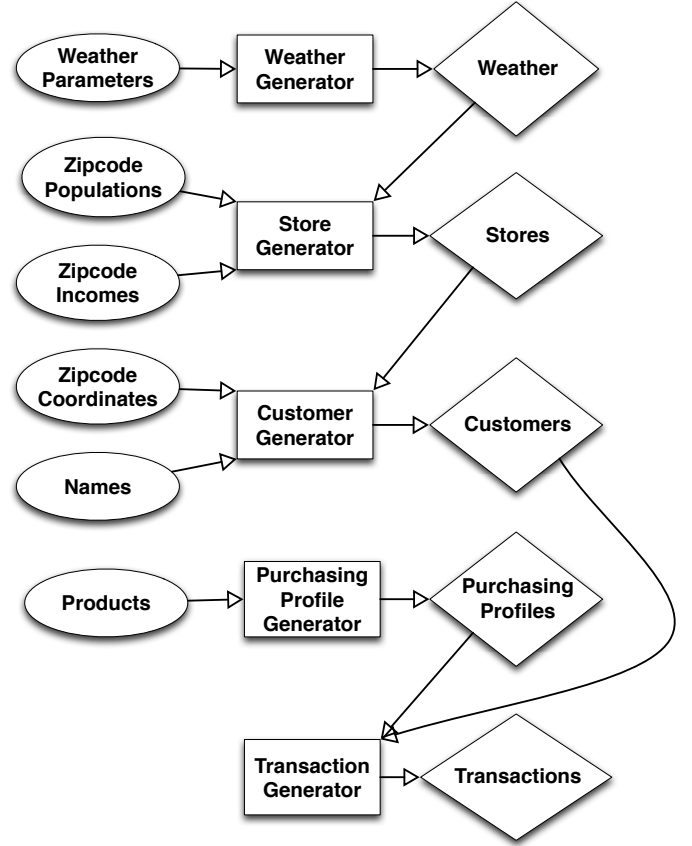 Weather
Parameters
Weather
Generator
Weather
Zipcode
Populations
Store
Generator
Stores
Zipcode
Incomes
Zipcode
Coordinates
Customer
Generator
Customers
Names
Products
Purchasing
Profile
Generator
Purchasing
Profiles
Transaction
Generator
Transactions